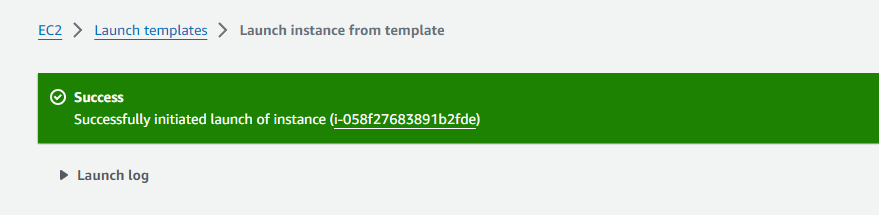 EC2 > Launch templates > Launch instance from template
Success
Successfully initiated launch of instance (i-058f27683891b2fde)
Launch log